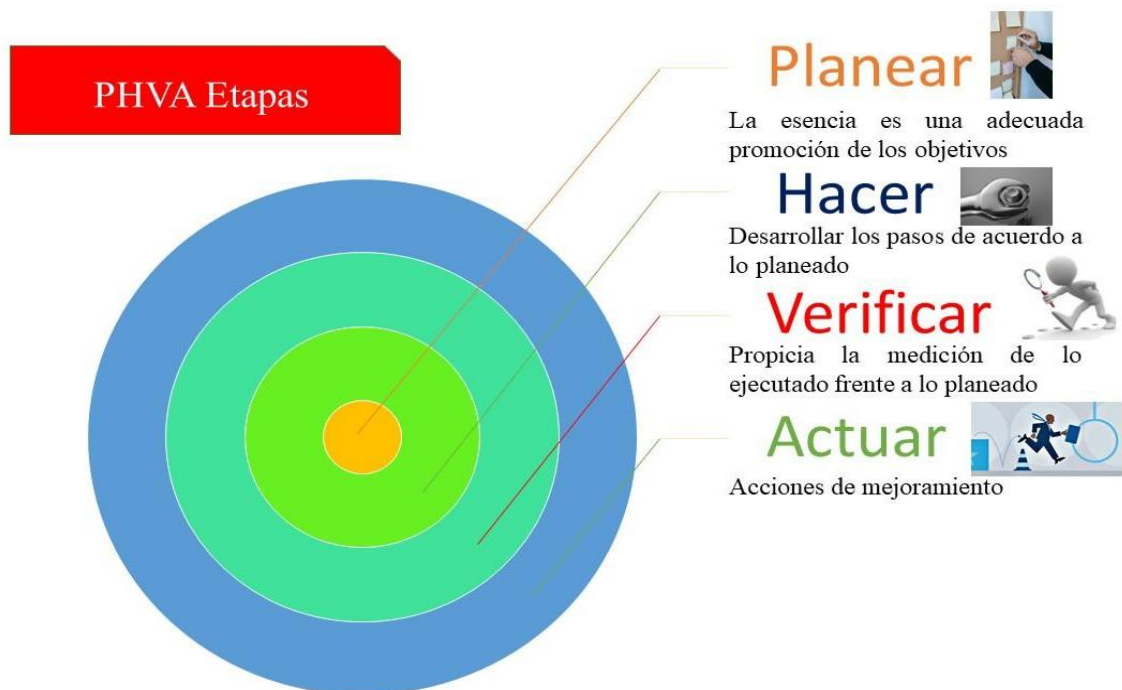 PHVA Etapas
Planear
La esencia es una adecuada
promoción de los objetivos
Hacer
Desarrollar los pasos de acuerdo a
lo planeado
Verificar
Propicia la medición de lo
ejecutado frente a lo planeado
Actuar
Acciones de mejoramiento